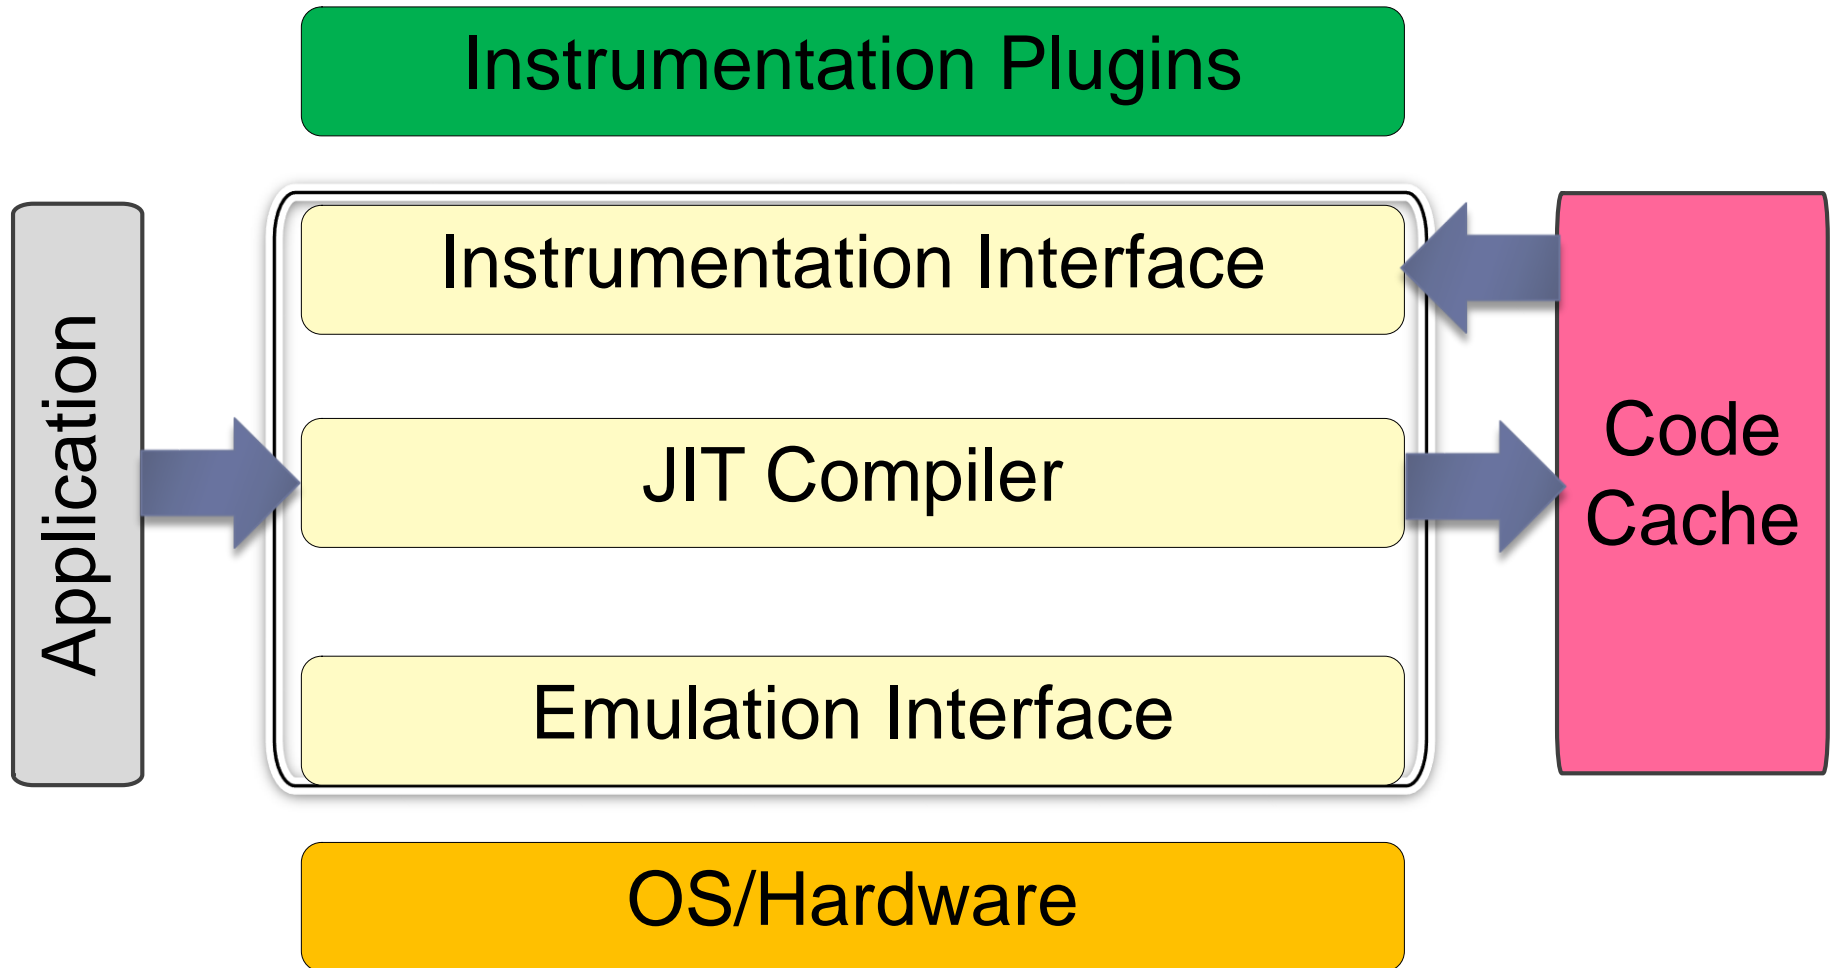 Instrumentation Plugins
Application
Instrumentation Interface
JIT Compiler
Emulation Interface
Code
Cache
OS/Hardware